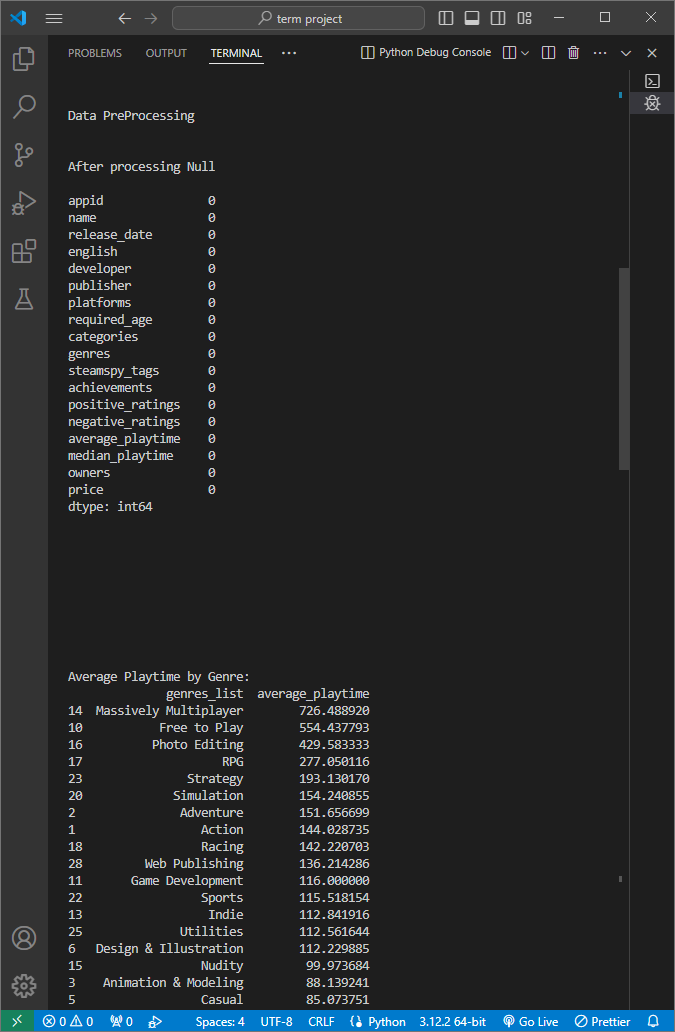 term project
PROBLEMS OUTPUT TERMINAL ··· Python Debug Console ···
Data PreProcessing
After processing Null
appid 0
name 0
release_date 0
english 0
developer 0
publisher 0
platforms 0
required_age 0
categories 0
genres 0
steamspy_tags 0
achievements 0
positive_ratings 0
negative_ratings 0
average_playtime 0
median_playtime 0
owners 0
price 0
dtype: int64
Average Playtime by Genre:
genres_list average_playtime
14 Massively Multiplayer 726.488920
10 Free to Play 554.437793
16 Photo Editing 429.583333
17 RPG 277.050116
23 Strategy 193.130170
20 Simulation 154.240855
2 Adventure 151.656699
1 Action 144.028735
18 Racing 142.220703
28 Web Publishing 136.214286
11 Game Development 116.000000
22 Sports 115.518154
13 Indie 112.841916
25 Utilities 112.561644
6 Design & Illustration 112.229885
15 Nudity 99.973684
3 Animation & Modeling 88.139241
5 Casual 85.073751
0 0 0 Spaces: 4 UTF-8 CRLF Python 3.12.2 64-bit Go Live Prettier